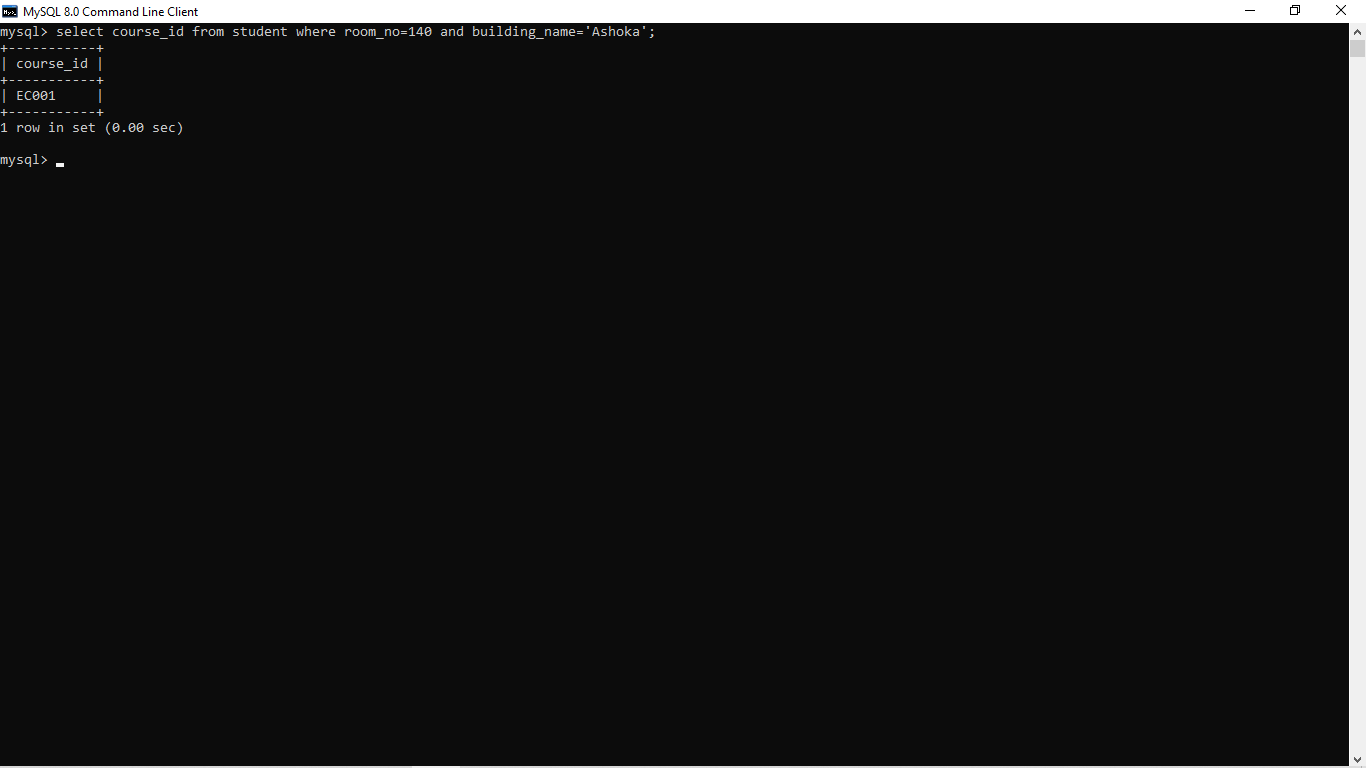 MySQL 8.0 Command Line Client
mysql> select course_id from student where room_no=140 and building_name='Ashoka';
+-----------+
| course_id |
+-----------+
| EC001     |
+-----------+
1 row in set (0.00 sec)
mysql>